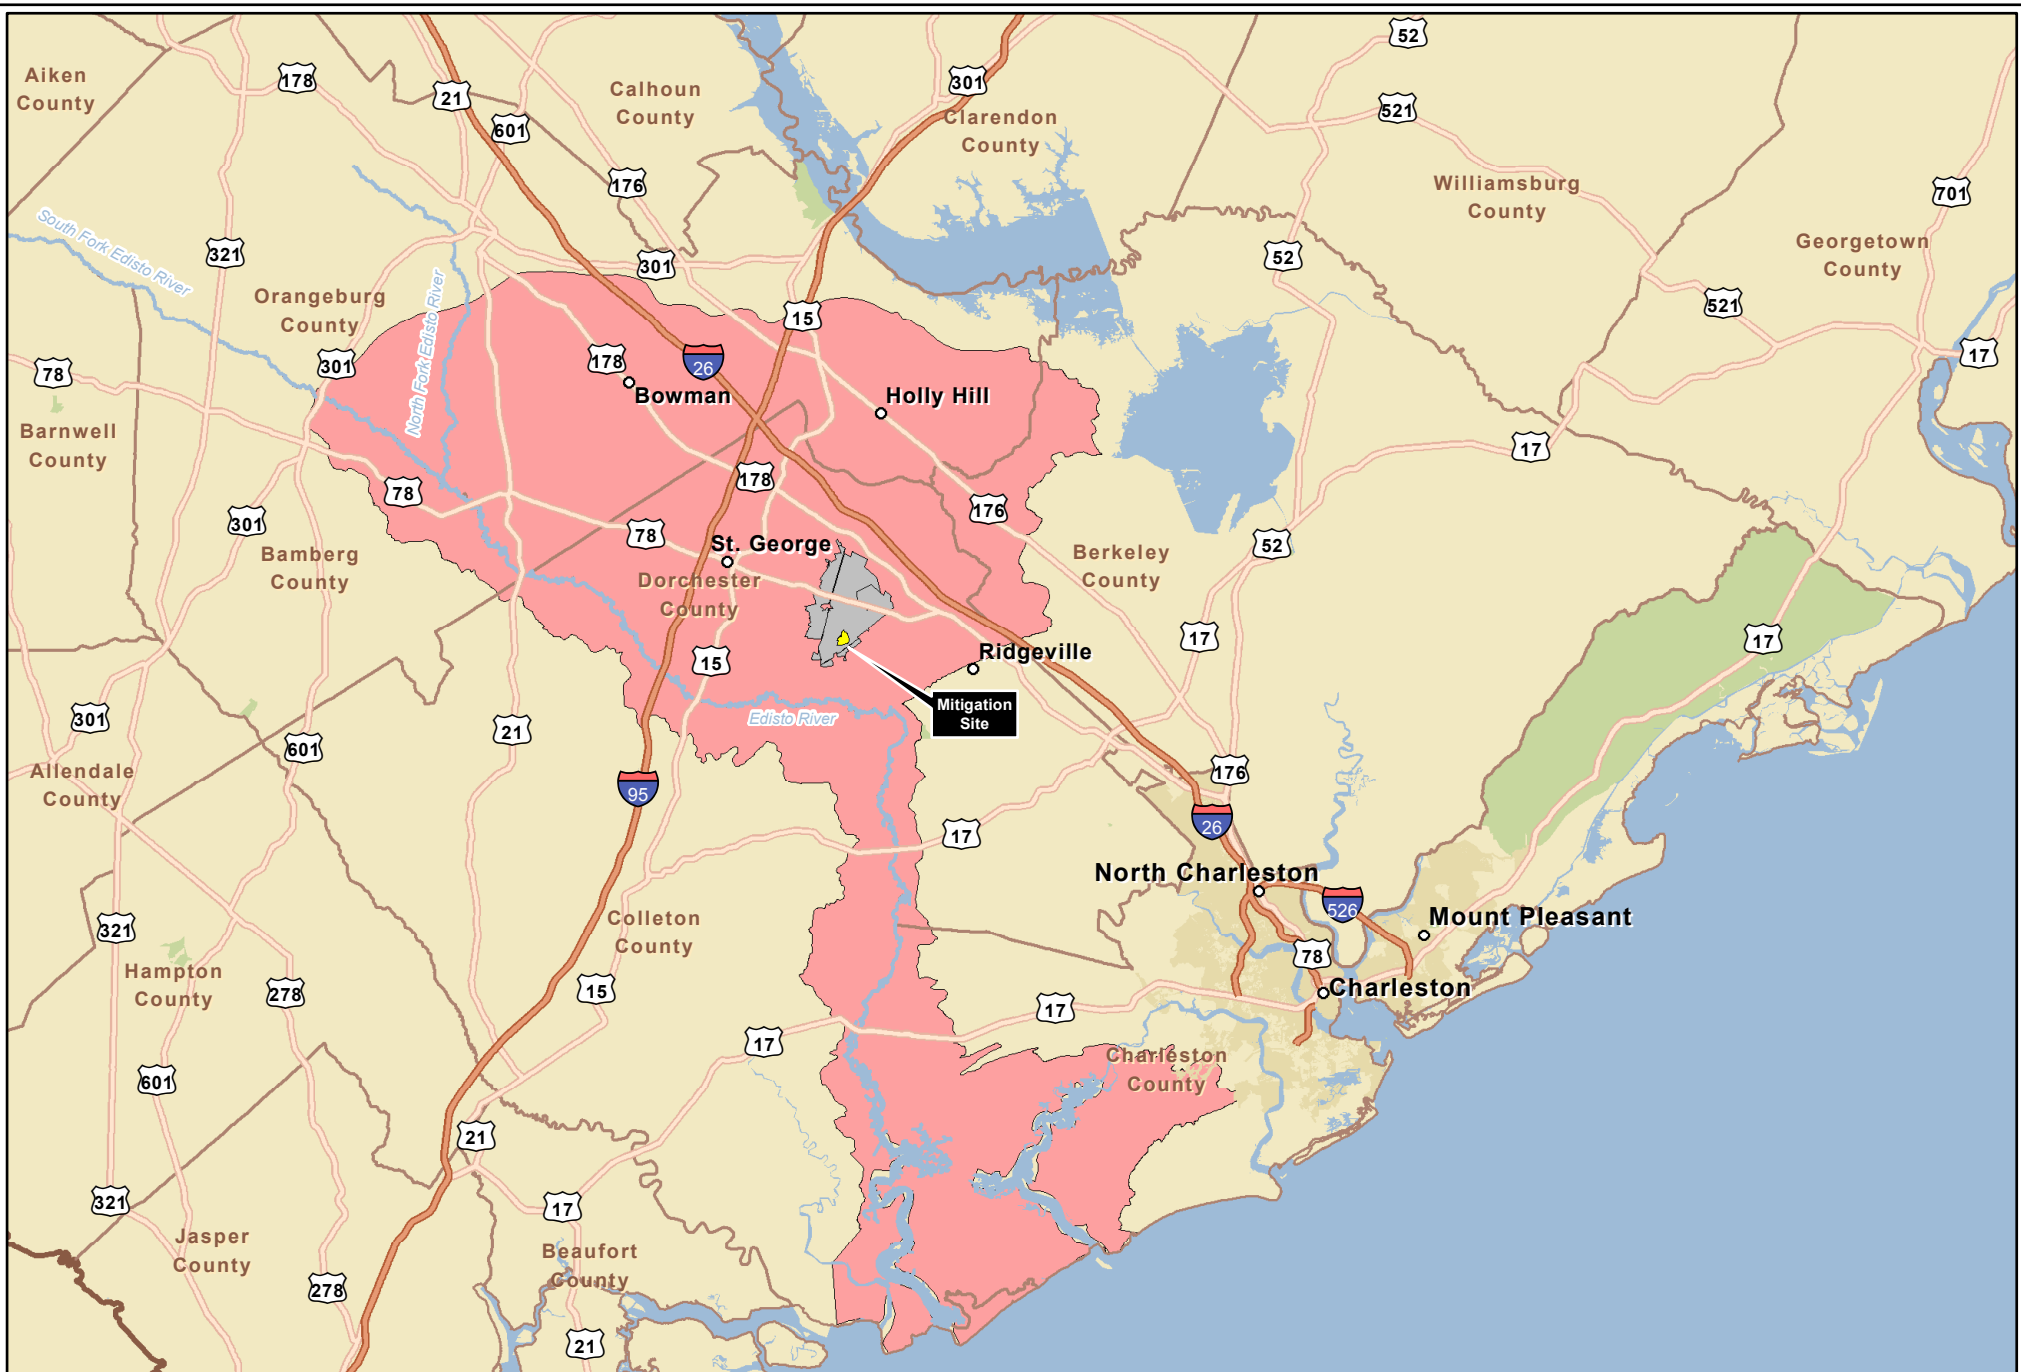 52
Aiken
County
178
21
Calhoun
County
301
Clarendon
County
521
601
176
Williamsburg
County
701
South Fork Edisto River
321
301
52
Georgetown
County
Orangeburg
County
North Fork Edisto River
15
521
301
178
26
17
78
Bowman
Holly Hill
Barnwell
County
17
178
78
301
176
78
St. George
52
Bamberg
County
Dorchester
County
Berkeley
County
17
17
15
Ridgeville
301
21
Edisto River
Mitigation
Site
601
Allendale
County
95
176
26
17
North Charleston
526
Mount Pleasant
321
Colleton
County
78
Hampton
County
278
15
Charleston
17
17
Charleston
County
601
21
321
17
Jasper
County
Beaufort
County
278
21